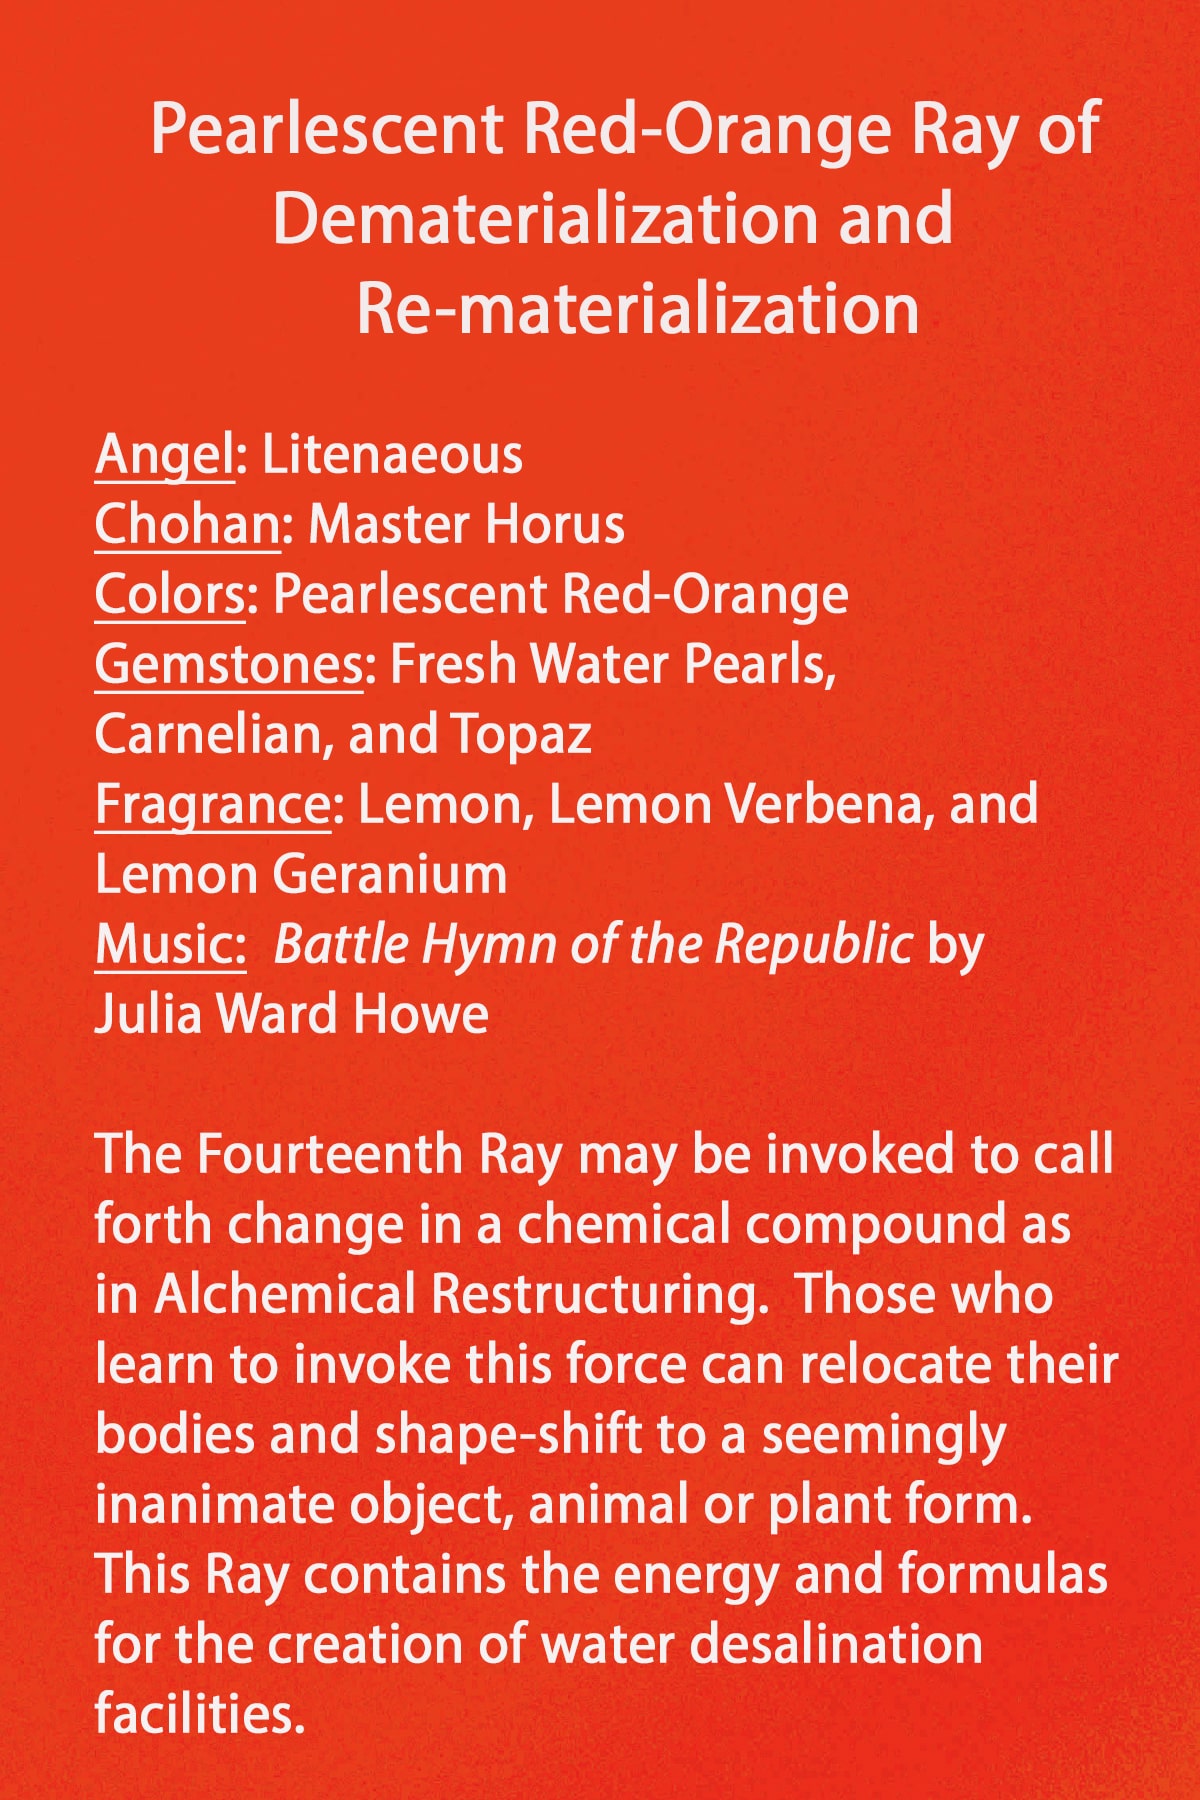 Pearlescent Red-Orange Ray of
Dematerialization and
Re-materialization
Angel: Litenaeous
Chohan: Master Horus
Colors: Pearlescent Red-Orange
Gemstones: Fresh Water Pearls,
Carnelian, and Topaz
Fragrance: Lemon, Lemon Verbena, and
Lemon Geranium
Music:  Battle Hymn of the Republic by
Julia Ward Howe
The Fourteenth Ray may be invoked to call
forth change in a chemical compound as
in Alchemical Restructuring.  Those who
learn to invoke this force can relocate their
bodies and shape-shift to a seemingly
inanimate object, animal or plant form.
This Ray contains the energy and formulas
for the creation of water desalination
facilities.